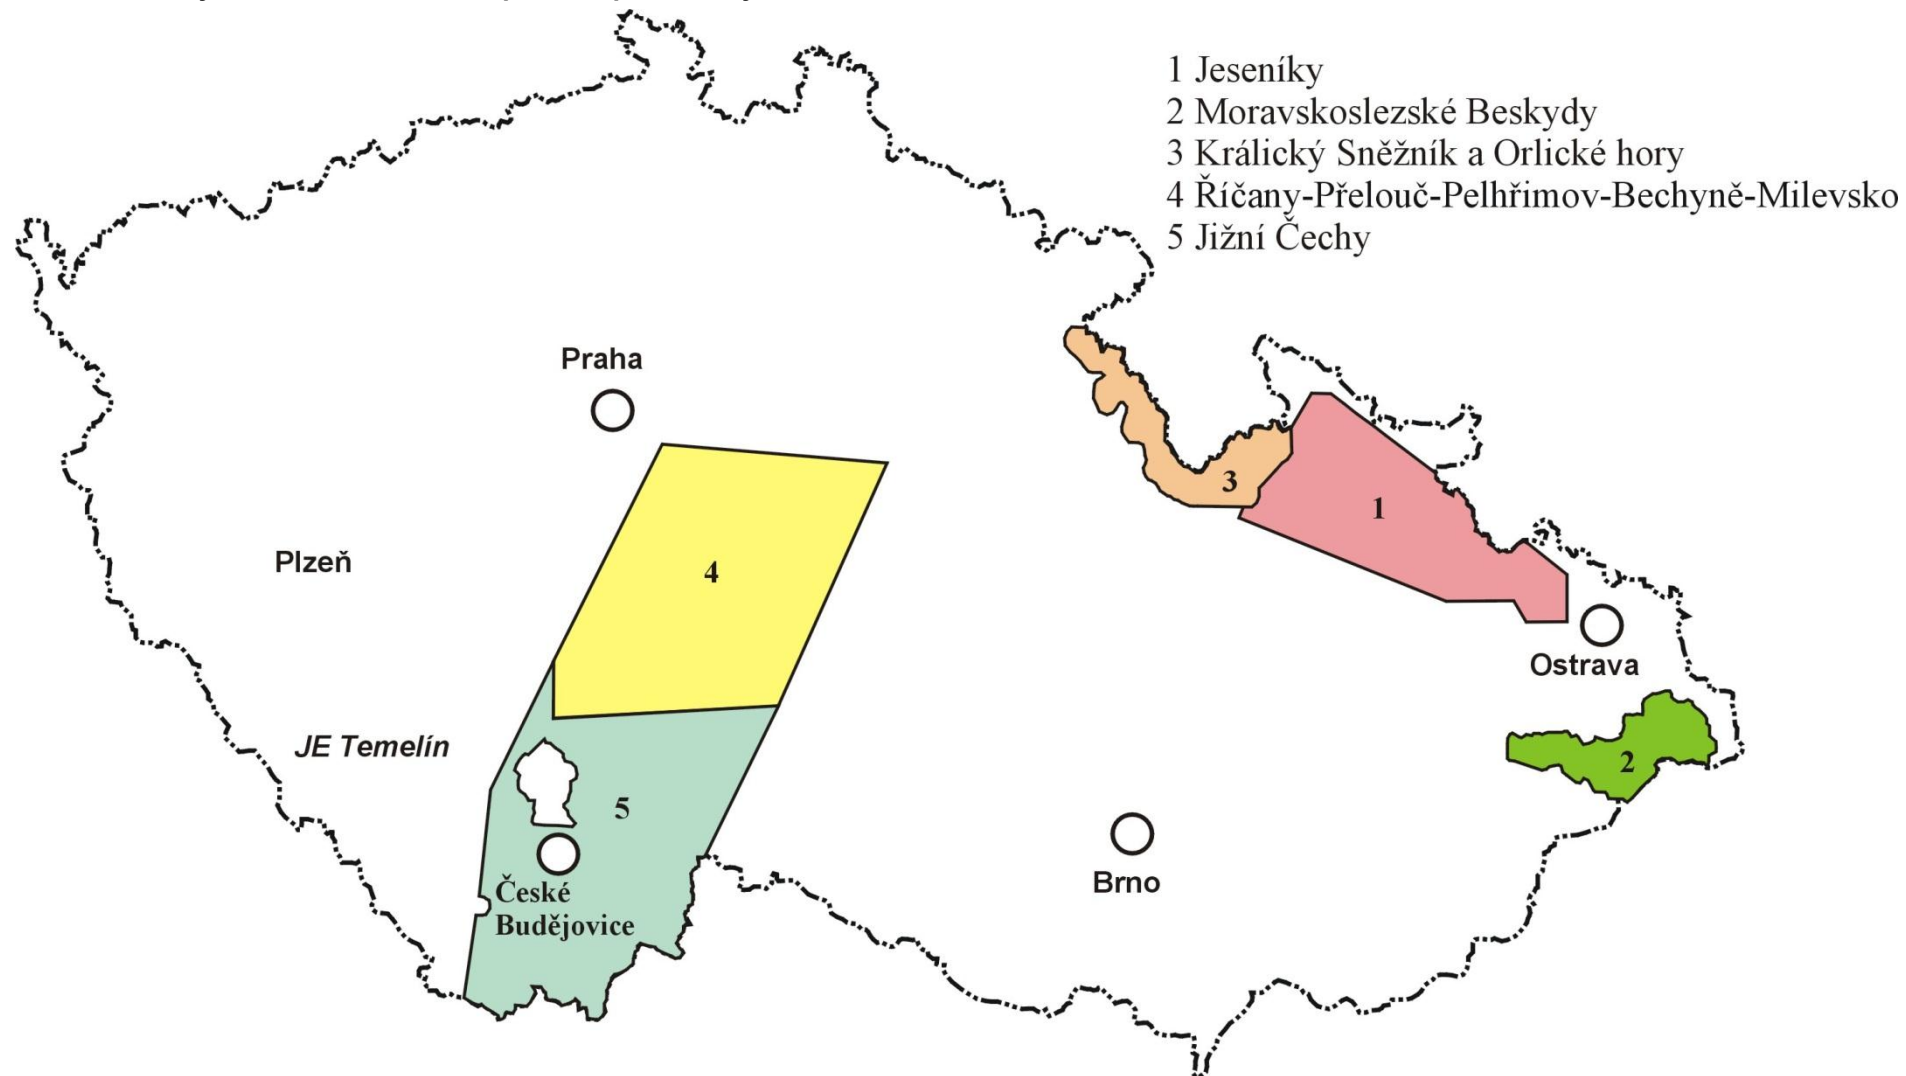 1 Jeseníky
2 Moravskoslezské Beskydy
3 Králický Sněžník a Orlické hory
4 Říčany-Přelouč-Pelhřimov-Bechyně-Milevsko
5 Jižní Čechy
Praha
3
1
Plzeň
4
Ostrava
JE Temelín
2
5
Brno
České
Budějovice